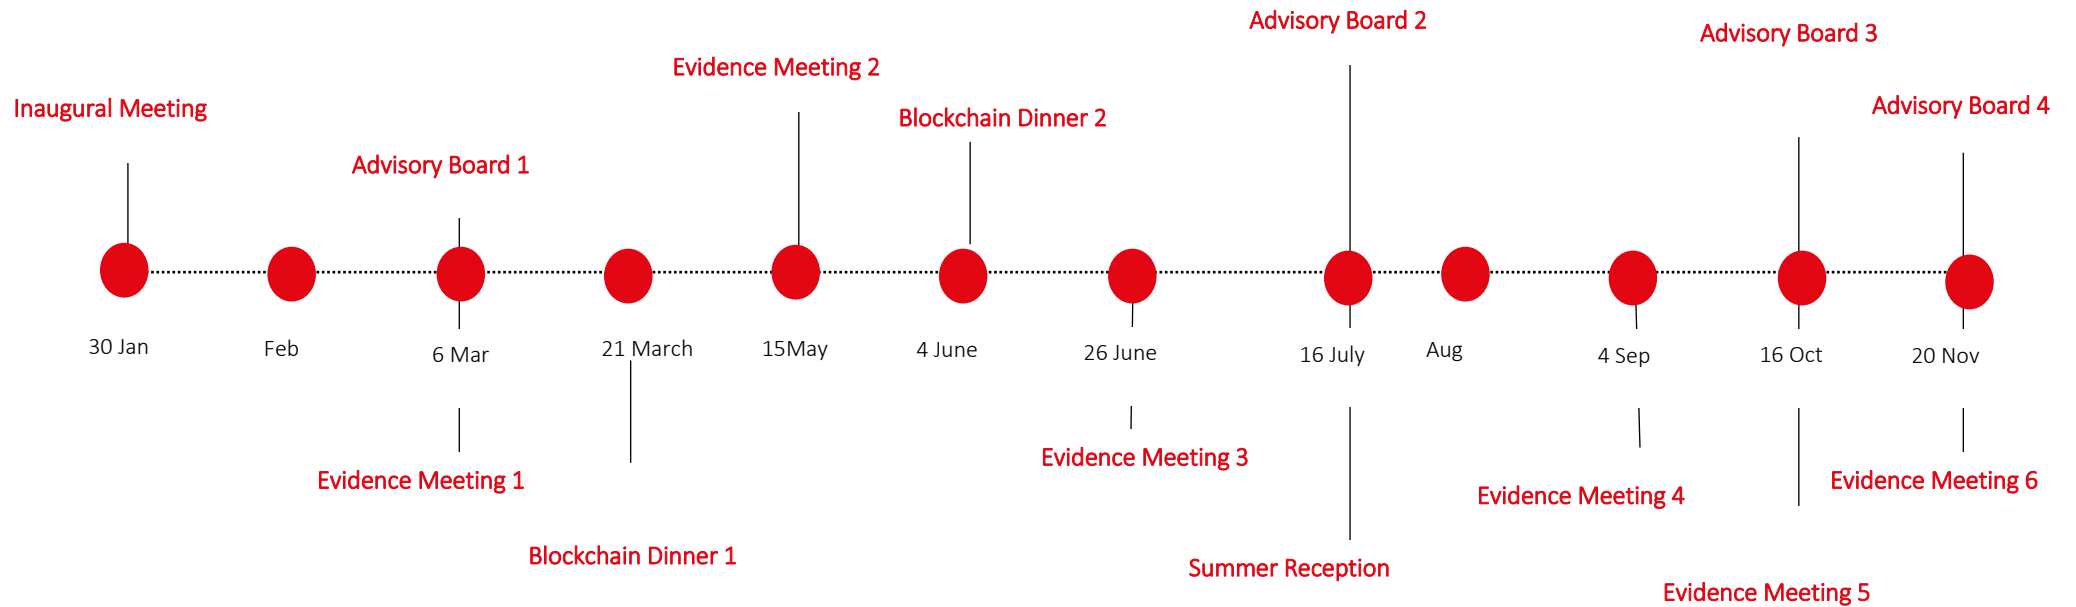 Advisory Board 2
Advisory Board 3
Evidence Meeting 2
Inaugural Meeting
Blockchain Dinner 2
Advisory Board 4
Advisory Board 1
30 Jan
Feb
6 Mar
21 March
15May
4 June
26 June
16 July
Aug
4 Sep
16 Oct
20 Nov
Evidence Meeting 3
Evidence Meeting 1
Evidence Meeting 4
Evidence Meeting 6
Blockchain Dinner 1
Summer Reception
Evidence Meeting 5